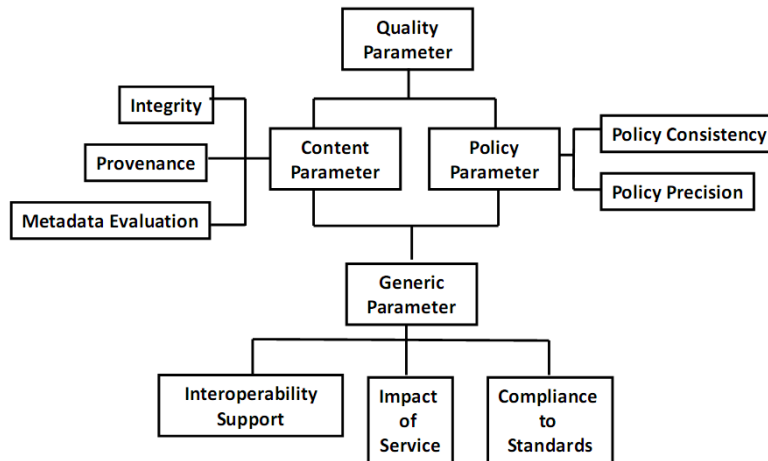 Quality
Parameter
Integrity
Provenance
Metadata Evaluation
Content
Parameter
Policy
Parameter
Policy Consistency
Policy Precision
Generic
Parameter
Interoperability
Support
Impact
of
Service
Compliance
to
Standards